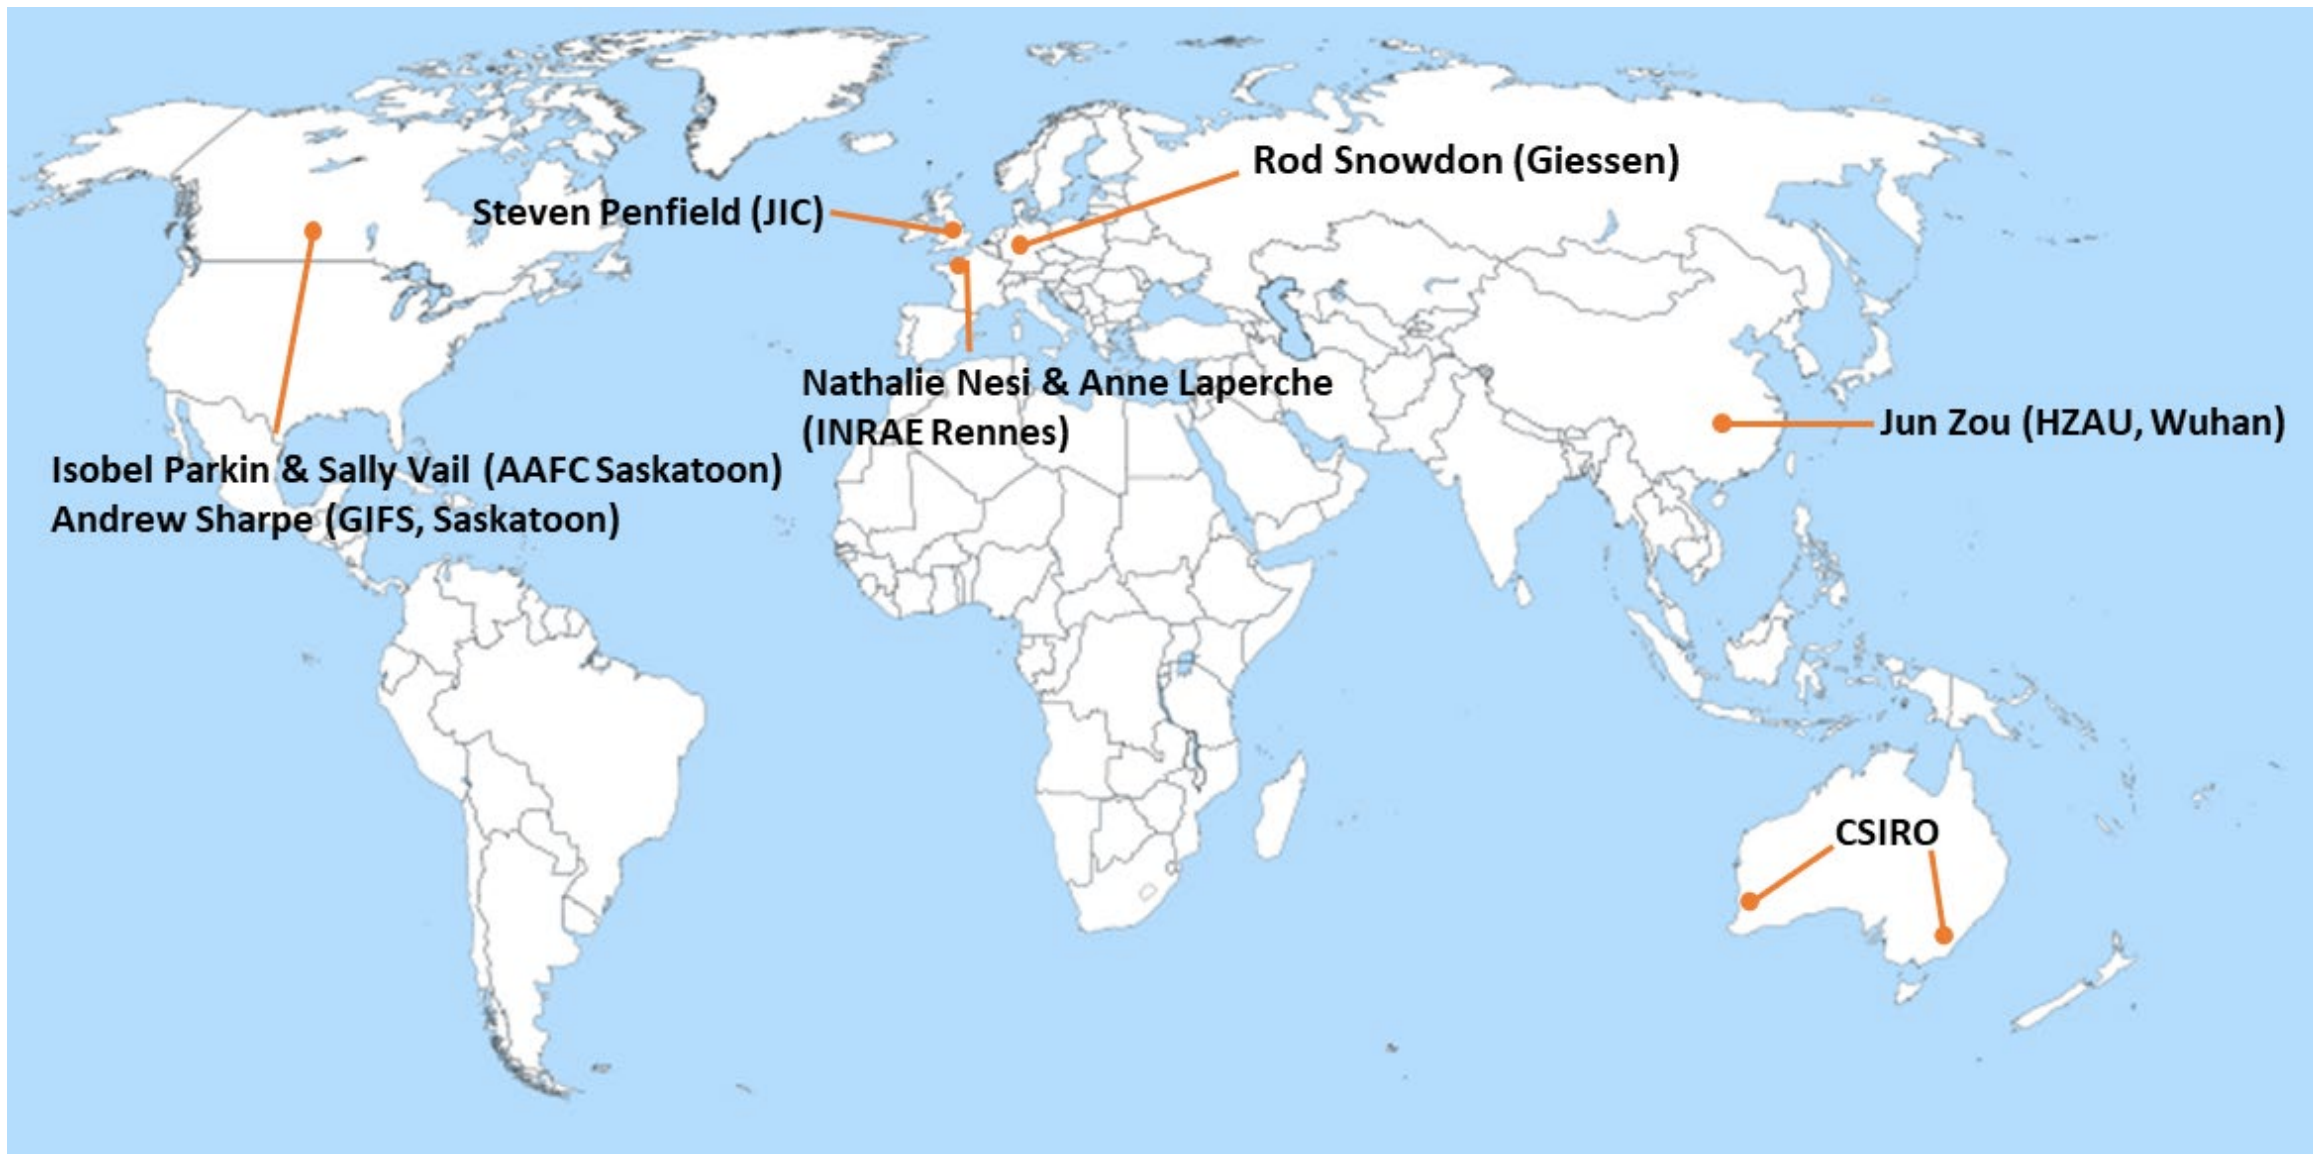 Rod Snowdon (Giessen)
Steven Penfield (JIC)
Nathalie Nesi & Anne Laperche
(INRAE Rennes)
Jun Zou (HZAU, Wuhan)
Isobel Parkin & Sally Vail (AAFC Saskatoon)
Andrew Sharpe (GIFS, Saskatoon)
CSIRO